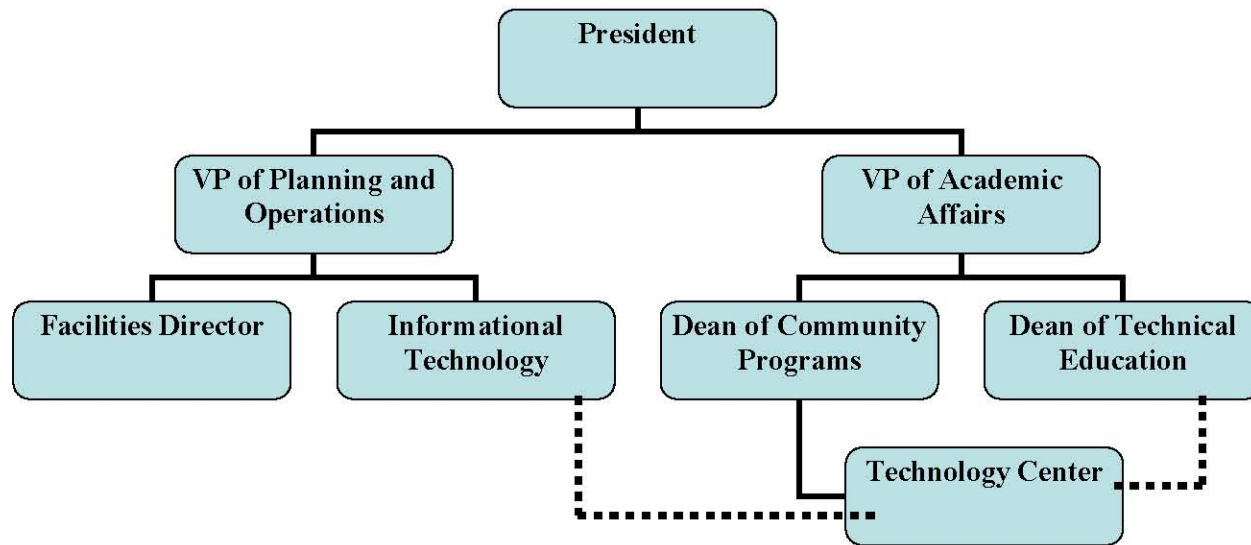 President
VP of Planning and
Operations
VP of Academic
Affairs
Facilities Director
Informational
Technology
Dean of Community
Programs
Dean of Technical
Education
Technology Center